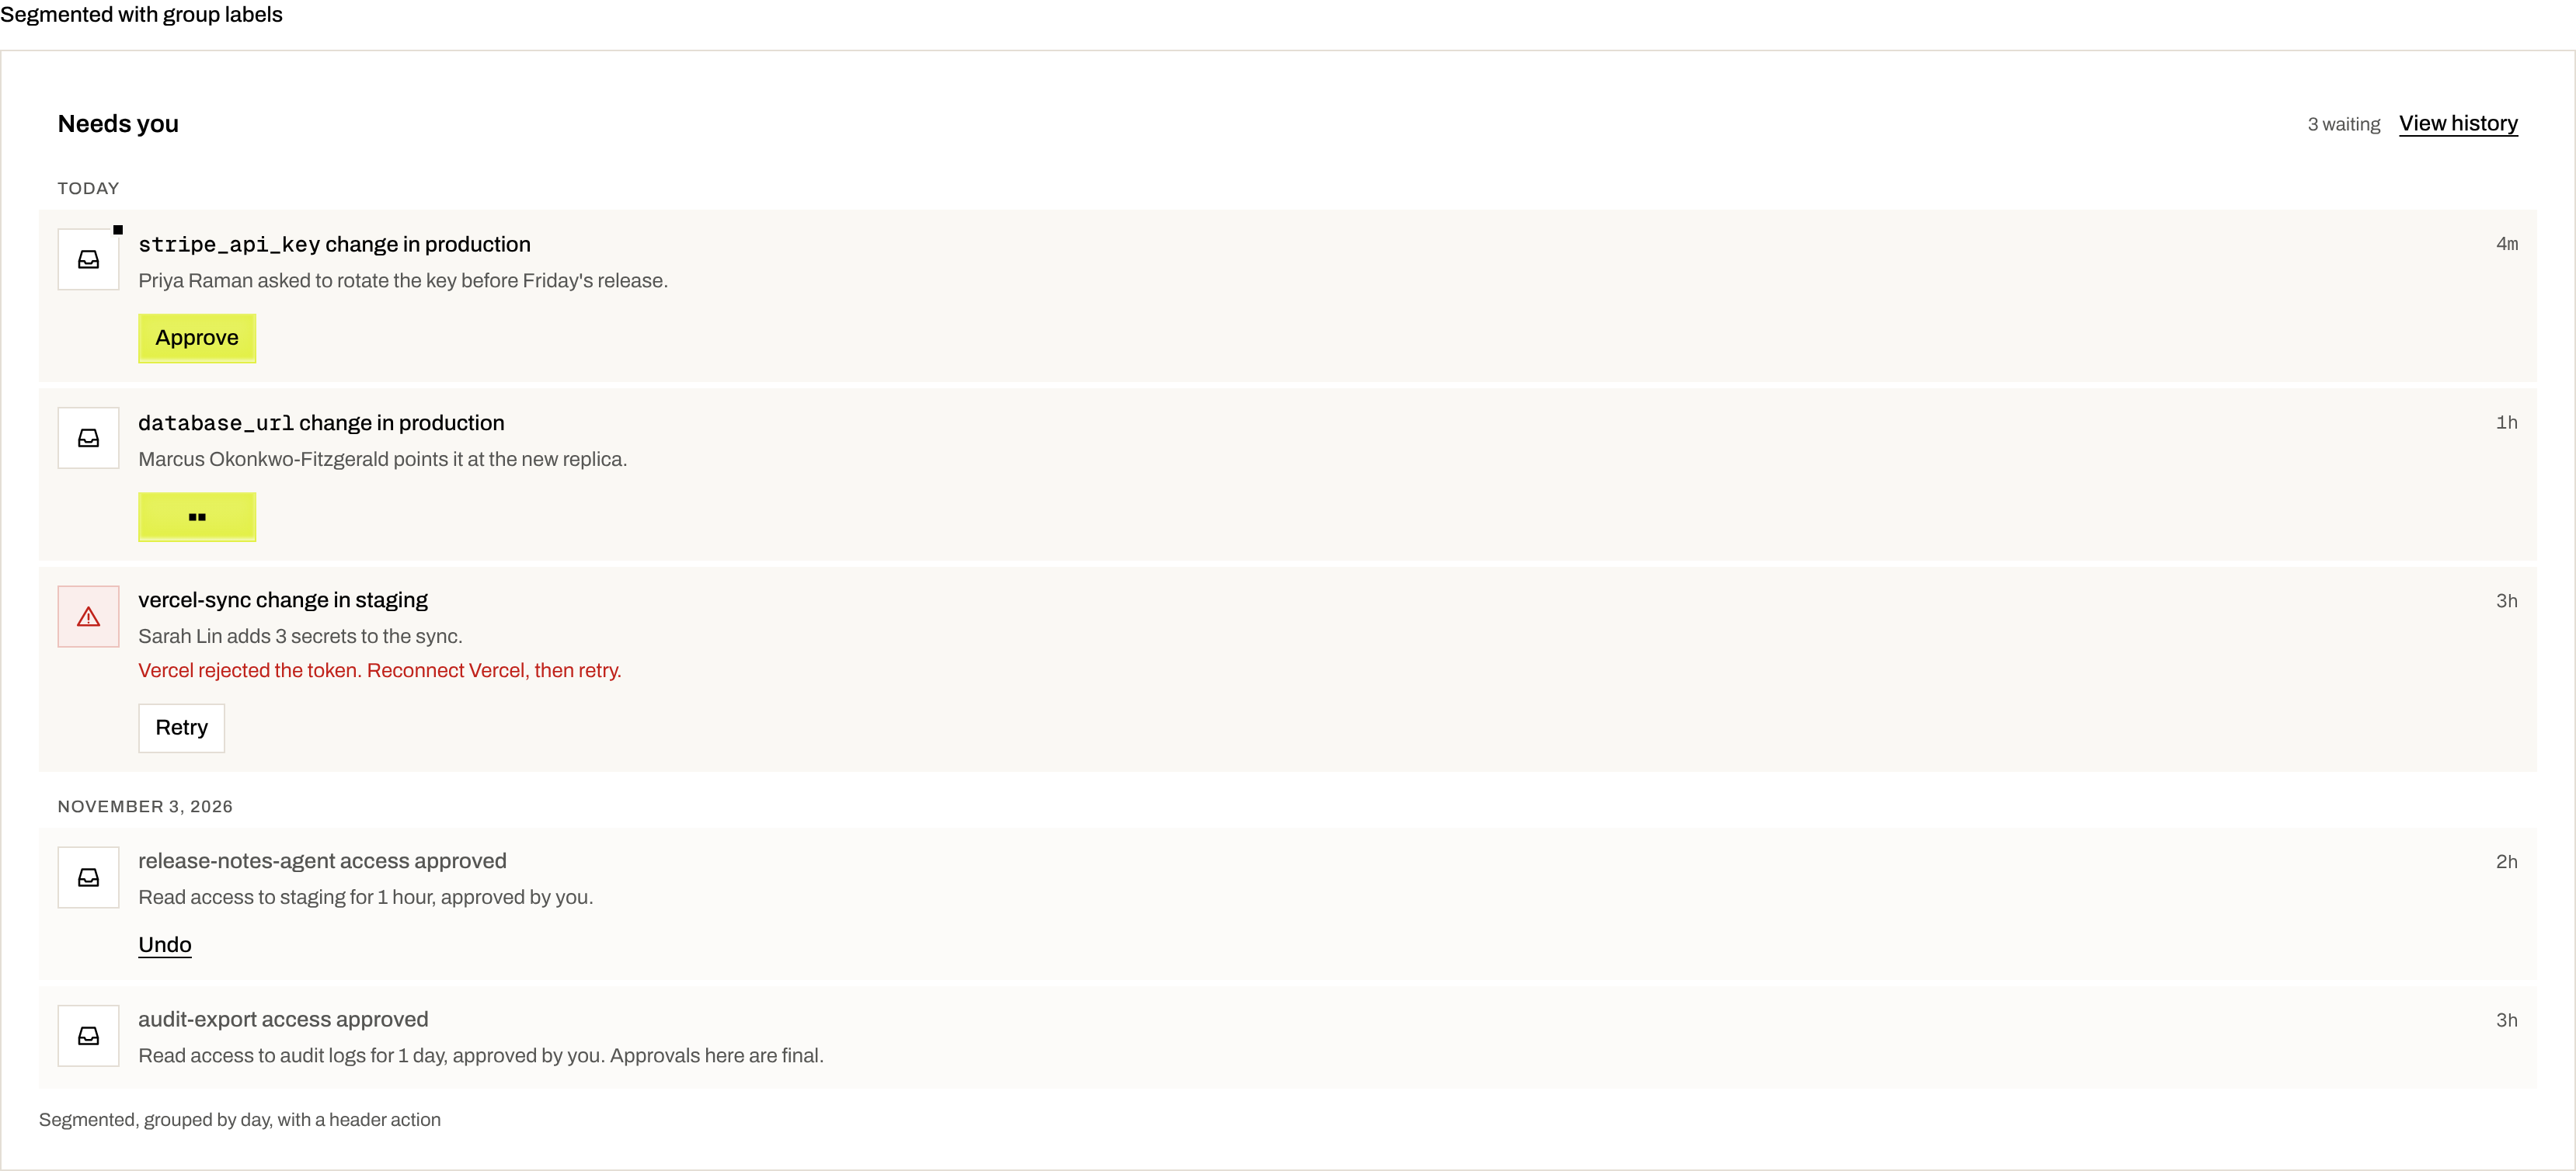 Segmented with group labels
Needs you
3 waiting View history
TODAY
stripe_api_key change in production
4m
Priya Raman asked to rotate the key before Friday's release.
Approve
database_url change in production
1h
Marcus Okonkwo-Fitzgerald points it at the new replica.
vercel-sync change in staging
3h
Sarah Lin adds 3 secrets to the sync.
Vercel rejected the token. Reconnect Vercel, then retry.
Retry
NOVEMBER 3, 2026
release-notes-agent access approved
2h
Read access to staging for 1 hour, approved by you.
Undo
audit-export access approved
3h
Read access to audit logs for 1 day, approved by you. Approvals here are final.
Segmented, grouped by day, with a header action